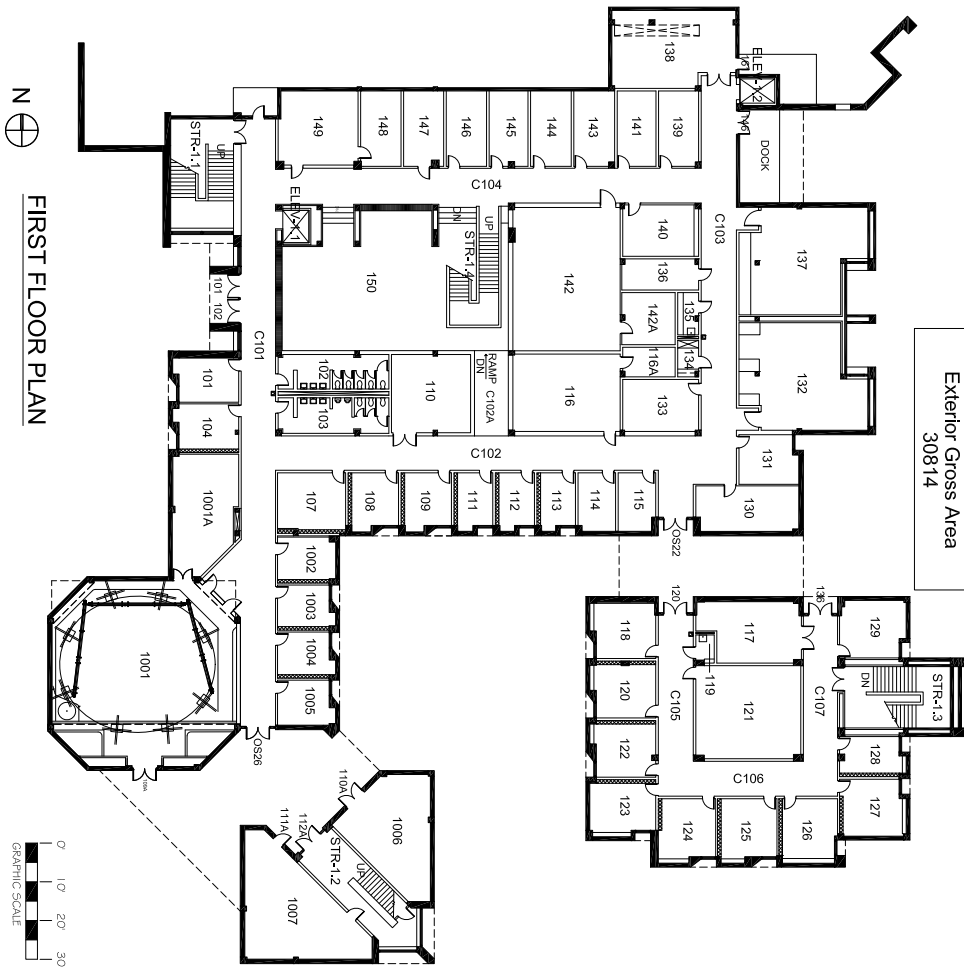 138
161
ELEV-1.2
146
DOCK
149
148
147
146
145
144
143
141
139
STR-1.1
UP
N
FIRST FLOOR PLAN
C104
C103
ELEV-1.1
DN
UP
STR-1.4
150
142
140
136
135
142A
134
116A
137
132
Exterior Gross Area
30814
101
102
C101
102
103
110
RAMP
DN
C102A
116
133
101
104
1001A
C102
131
130
107
108
109
111
112
113
114
115
OS22
1002
1003
1004
1005
1001
OS26
109A
120
136
118
117
129
119
120
C105
121
C107
DN
STR-1.3
122
128
C106
123
124
125
126
127
110A
111A
112A
1006
STR-1.2
UP
1007
0'
10'
20'
30'
GRAPHIC SCALE